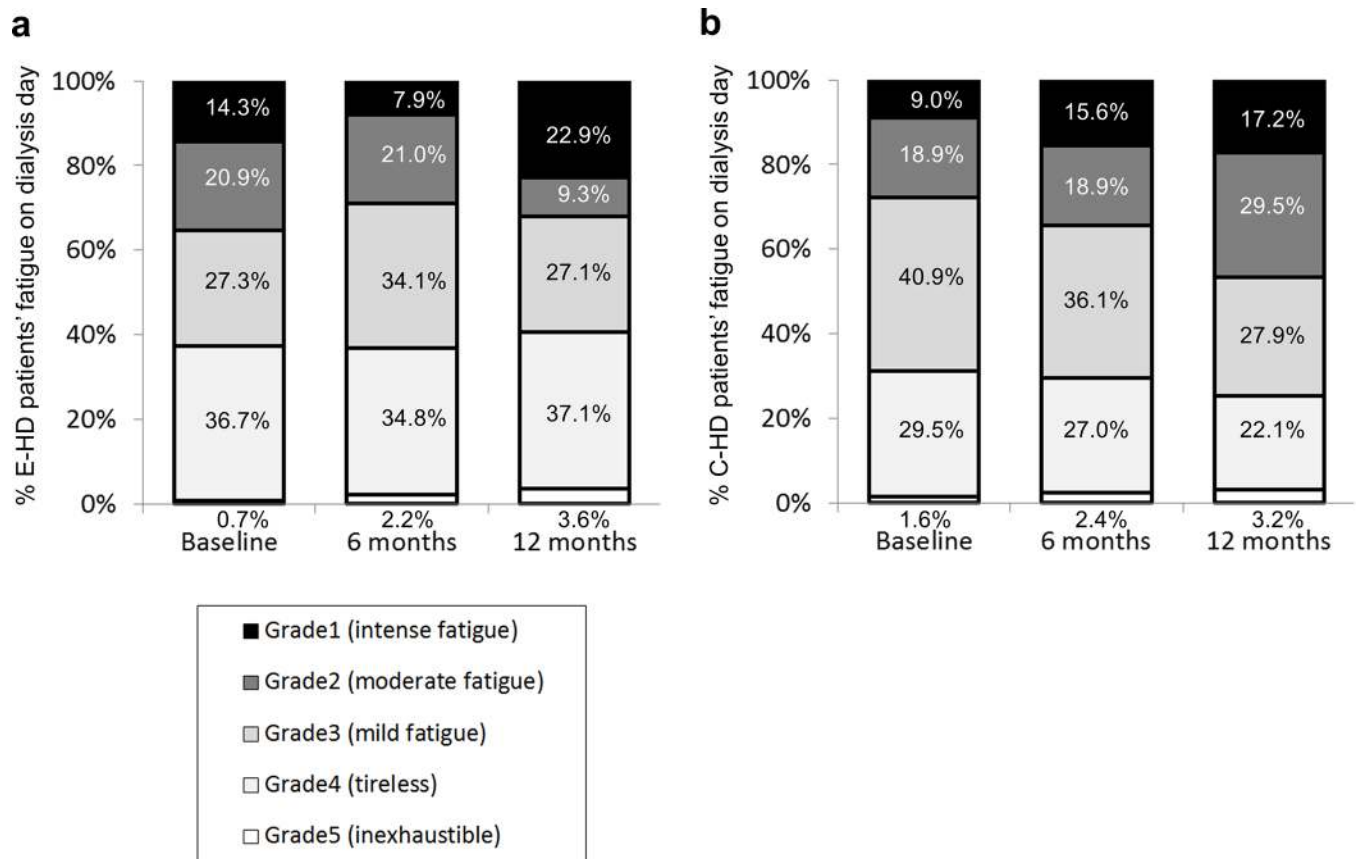 a
% E-HD patients' fatigue on dialysis day
100%
80%
60%
40%
20%
0%
14.3%
20.9%
27.3%
36.7%
0.7%
Baseline
7.9%
21.0%
34.1%
34.8%
2.2%
6 months
22.9%
9.3%
27.1%
37.1%
3.6%
12 months
b
% C-HD patients' fatigue on dialysis day
100%
80%
60%
40%
20%
0%
9.0%
18.9%
40.9%
29.5%
1.6%
Baseline
15.6%
18.9%
36.1%
27.0%
2.4%
6 months
17.2%
29.5%
27.9%
22.1%
3.2%
12 months
Grade1 (intense fatigue)
Grade2 (moderate fatigue)
Grade3 (mild fatigue)
Grade4 (tireless)
Grade5 (inexhaustible)